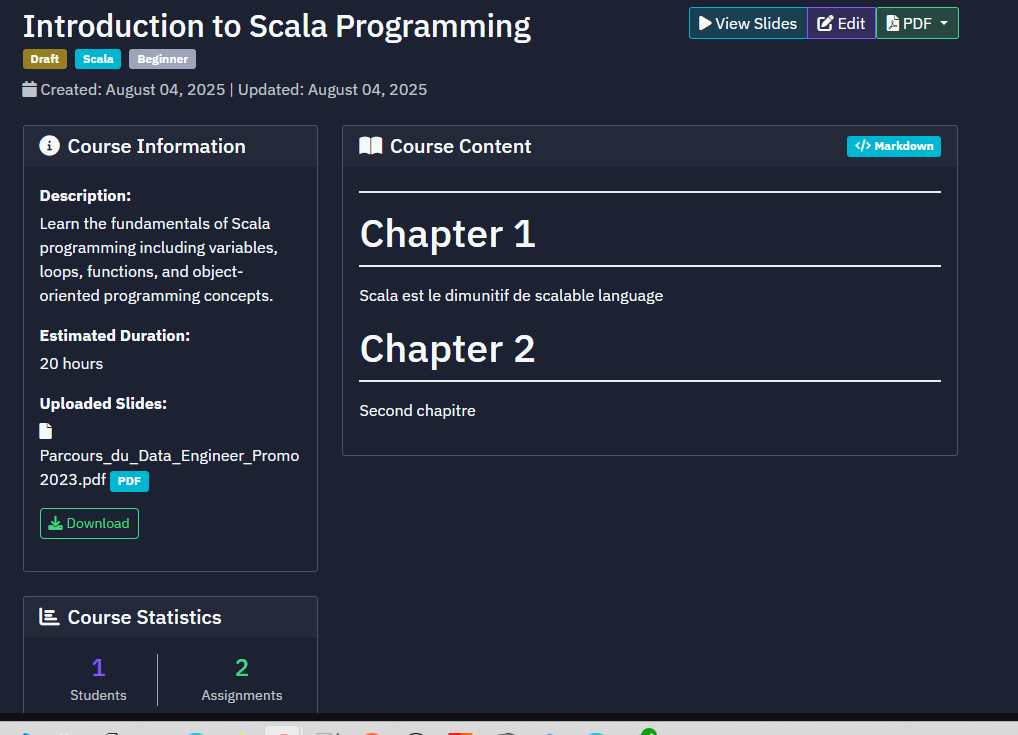 Introduction to Scala Programming
View Slides Edit PDF
Draft Scala Beginner
Created: August 04, 2025 | Updated: August 04, 2025
Course Information
Description:
Learn the fundamentals of Scala
programming including variables,
loops, functions, and object-
oriented programming concepts.
Estimated Duration:
20 hours
Uploaded Slides:
Parcours_du_Data_Engineer_Promo
2023.pdf PDF
Download
Course Statistics
1 2
Students Assignments
Course Content
</> Markdown
Chapter 1
Scala est le dimunitif de scalable language
Chapter 2
Second chapitre